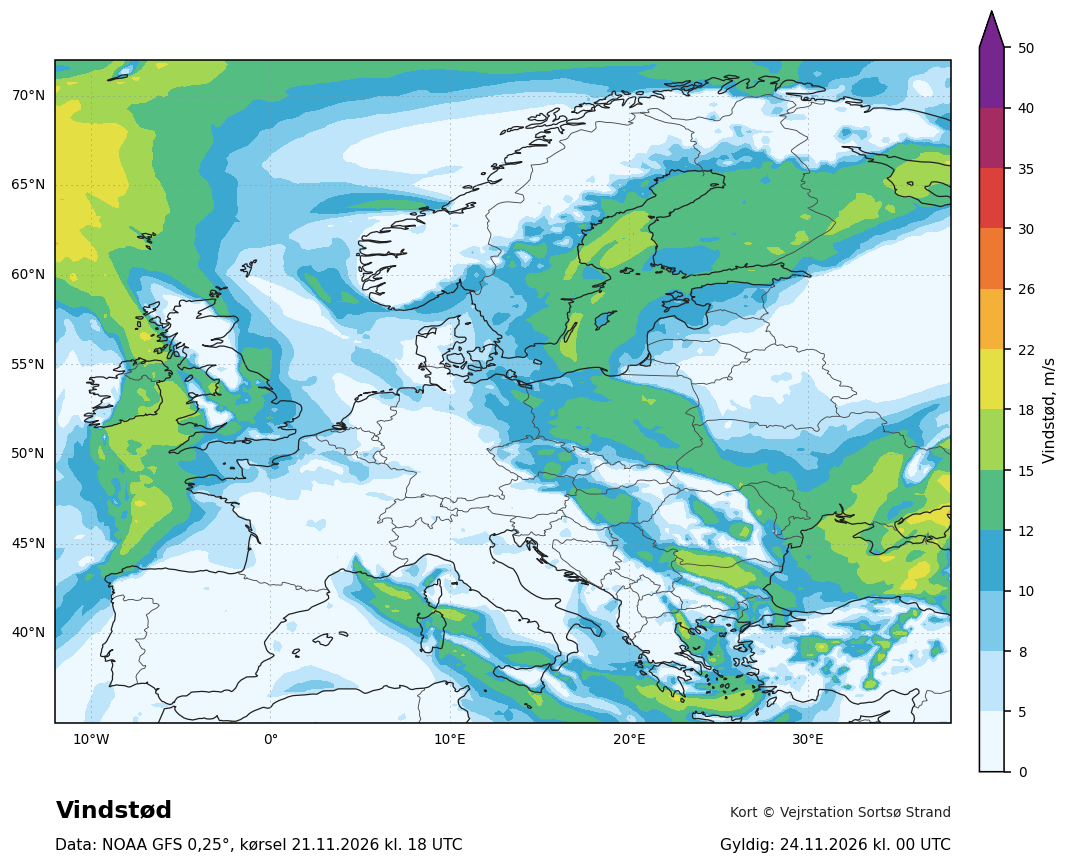 50
40
35
30
26
22
18
15
12
10
8
5
0
Vindstød, m/s
70°N
65°N
60°N
55°N
50°N
45°N
40°N
10°W
0°
10°E
20°E
30°E
Vindstød
Kort © Vejrstation Sortsø Strand
Data: NOAA GFS 0,25°, kørsel 21.11.2026 kl. 18 UTC
Gyldig: 24.11.2026 kl. 00 UTC